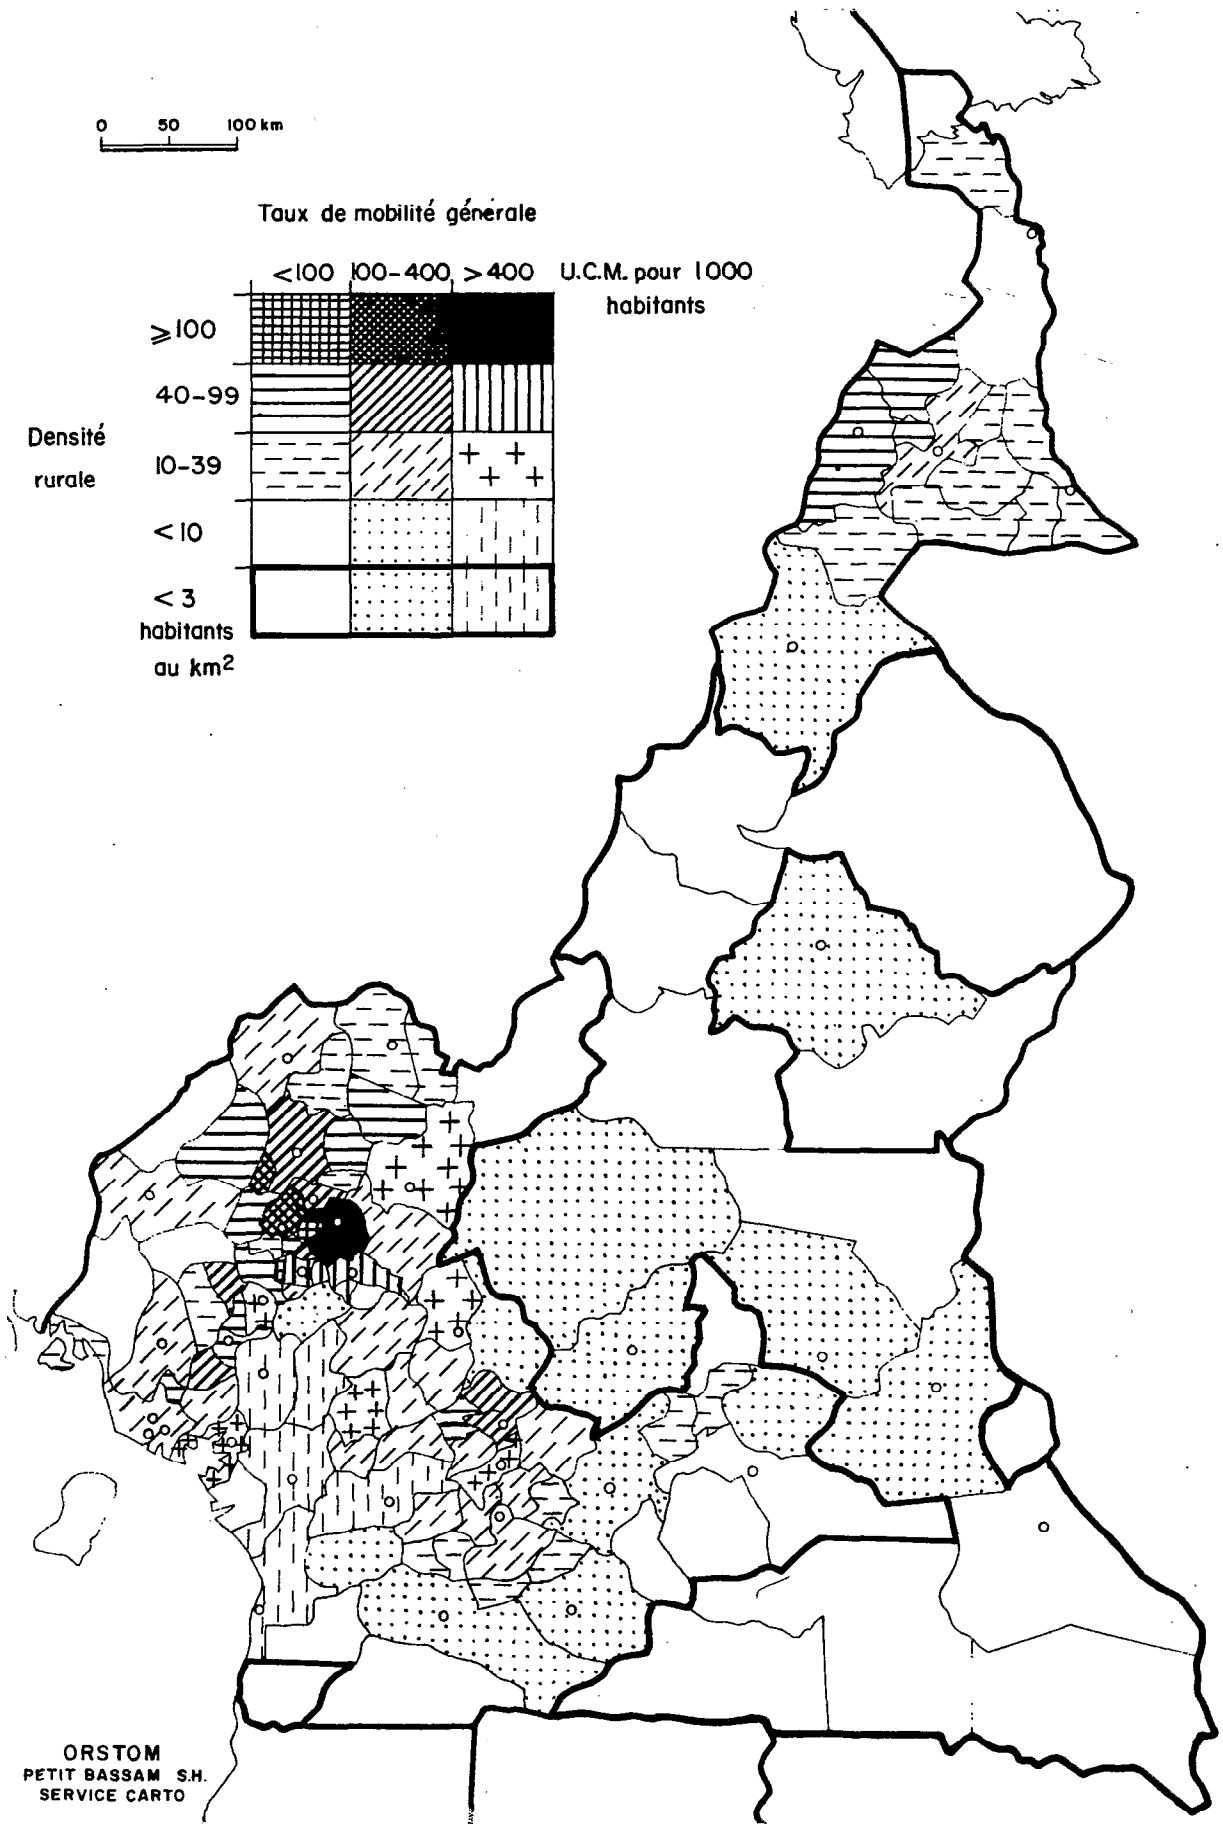 0 50 100 km
Taux de mobilité générale
<100 100-400 >400 U.C.M. pour 1000
habitants
⩾100
40-99
Densité
rurale
10-39
<10
<3
habitants
au km²
ORSTOM
PETIT BASSAM S.H.
SERVICE CARTO